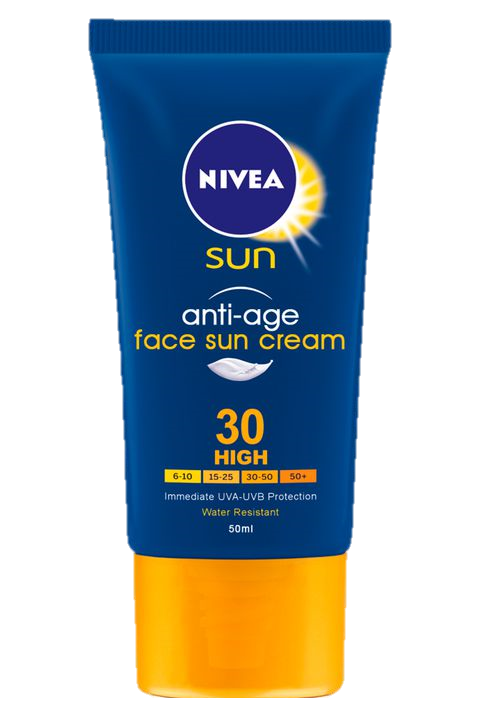 NIVEA
sun
anti-age
face sun cream
30
HIGH
6-10 15-25 30-50 50+
Immediate UVA-UVB Protection
Water Resistant
50ml